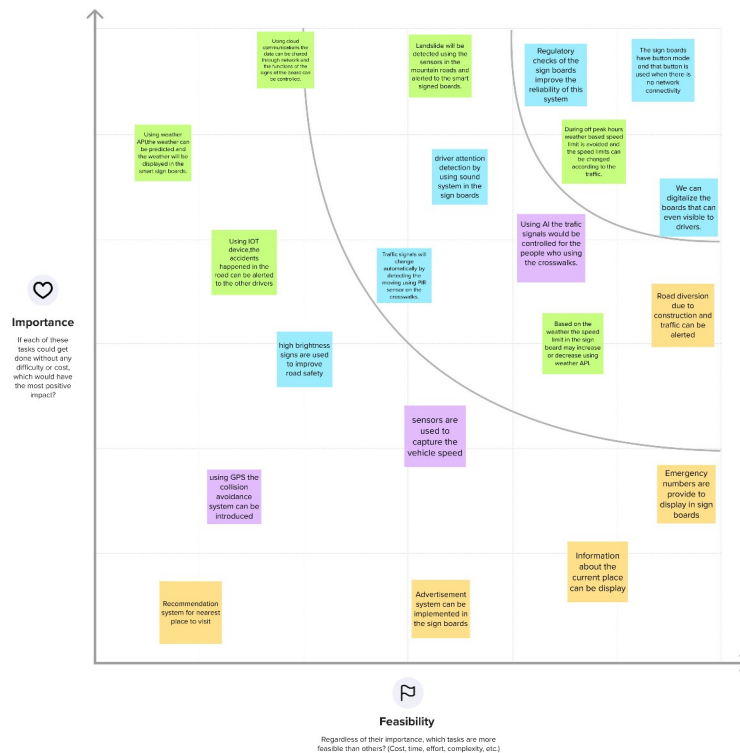 Using cloud
communications the
data can be shared
through network and
the functions of the
signs of the board can
be controlled.
Landslide will be
detected using the
sensors in the
mountain roads and
alerted to the smart
signed boards.
Regulatory
checks of the
sign boards
improve the
reliability of this
system
The sign boards
have button mode
and that button is
used when there is
no network
connectivity
Using weather
API,the weather can
be predicted and
the weather will be
displayed in the
smart sign boards.
During off peak hours
weather based speed
limit is avoided and
the speed limits can
be changed
according to the
traffic.
driver attention
detection by
using sound
system in the
sign boards
We can
digitalize the
boards that can
even visible to
drivers.
Using AI the trafic
signals would be
controlled for the
people who using
the crosswalks.
Using IOT
device,the
accidents
happened in the
road can be alerted
to the other drivers
Traffic signals will
change
automatically by
detecting the
moving using PIR
sensor on the
crosswalks.
Road diversion
due to
construction and
traffic can be
alerted
Importance
If each of these
tasks could get
done without any
difficulty or cost,
which would have
the most positive
impact?
high brightness
signs are used
to improve
road safety
Based on the
weather the speed
limit in the sign
board may increase
or decrease using
weather API.
sensors are
used to
capture the
vehicle speed
using GPS the
collision
avoidance
system can be
introduced
Emergency
numbers are
provide to
display in sign
boards
Information
about the
current place
can be display
Recommendation
system for nearest
place to visit
Advertisement
system can be
implemented in
the sign boards
Feasibility
Regardless of their importance, which tasks are more
feasible than others? (Cost, time, effort, complexity, etc.)